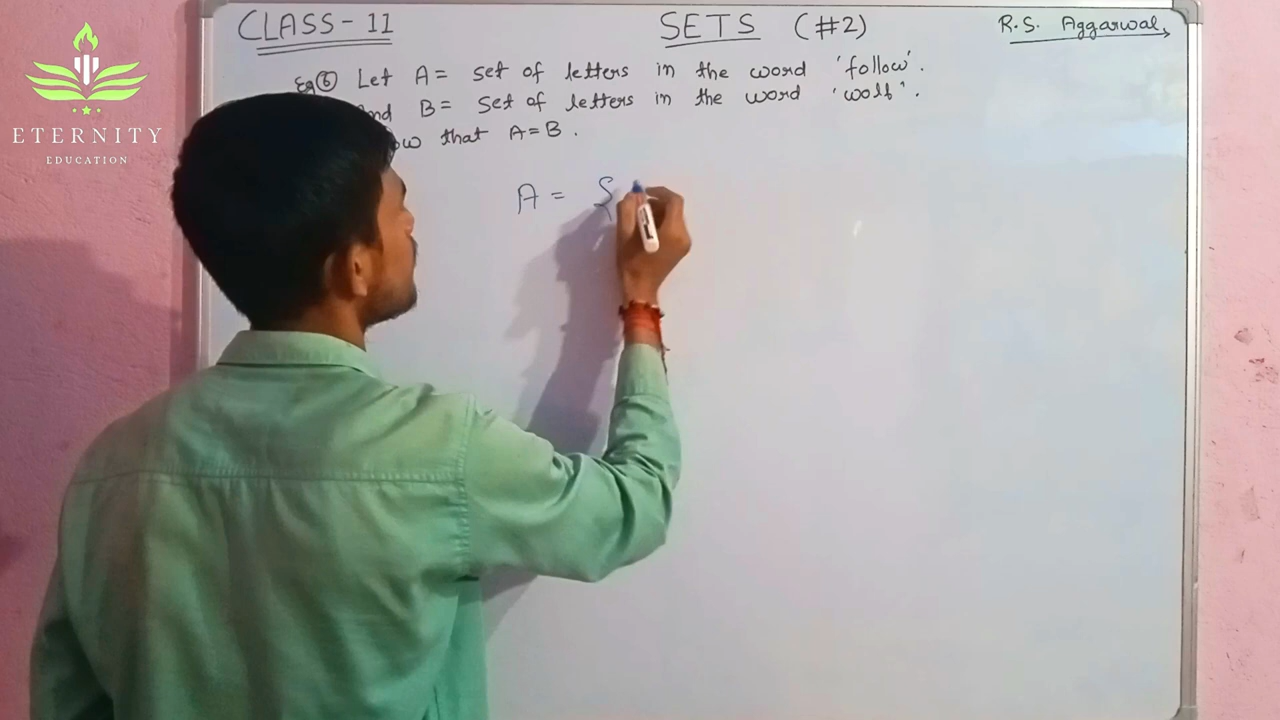 CLASS-11 SETS (#2) R.S. Aggarwal
Eg⑥ Let A = set of letters in the word 'follow'.
B = set of letters in the word 'wolf'.
that A=B.
A = {
ETERNITY
EDUCATION